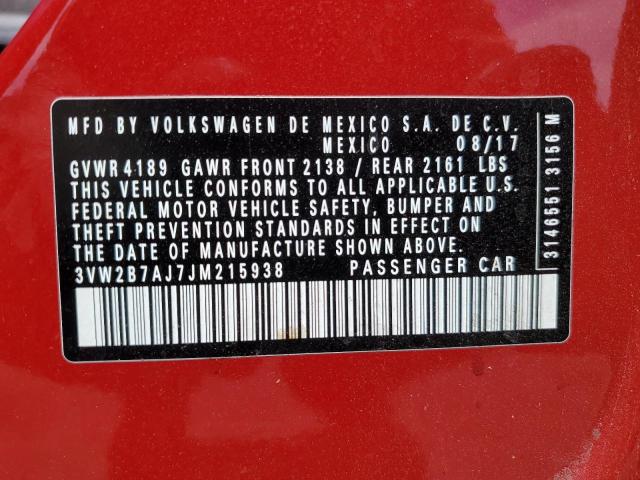 MFD BY VOLKSWAGEN DE MEXICO S.A. DE C.V.
MEXICO 08/17
GVWR 4189 GAWR FRONT 2138 / REAR 2161 LBS
THIS VEHICLE CONFORMS TO ALL APPLICABLE U.S.
FEDERAL MOTOR VEHICLE SAFETY, BUMPER AND
THEFT PREVENTION STANDARDS IN EFFECT ON
THE DATE OF MANUFACTURE SHOWN ABOVE.
3VW2B7AJ7JM215938 PASSENGER CAR
3146551 3156 M